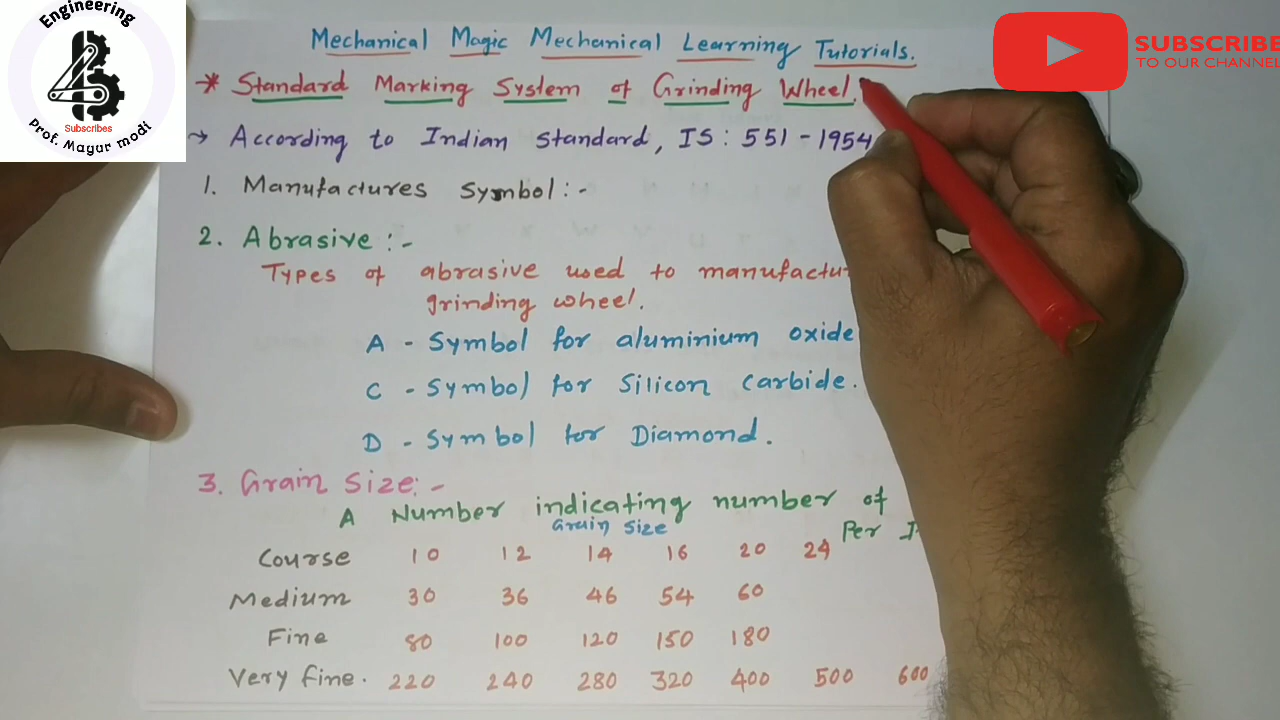 Engineering
Subscribes
Prof. Mayur modi
SUBSCRIBE
TO OUR CHANNEL
Mechanical Magic Mechanical Learning Tutorials.
* Standard Marking System of Grinding Wheel.
→ According to Indian Standard, IS : 551 - 1954
1. Manufactures Symbol :-
2. Abrasive :-
Types of abrasive used to
grinding wheel.
A - Symbol for aluminium oxide
C - Symbol for Silicon Carbide.
D - Symbol for Diamond.
3. Grain Size :-
A Number indicating number of
Grain Size
Per
Course 10 12 14 16 20 24
Medium 30 36 46 54 60
Fine 80 100 120 150 180
Very fine. 220 240 280 320 400 500 600